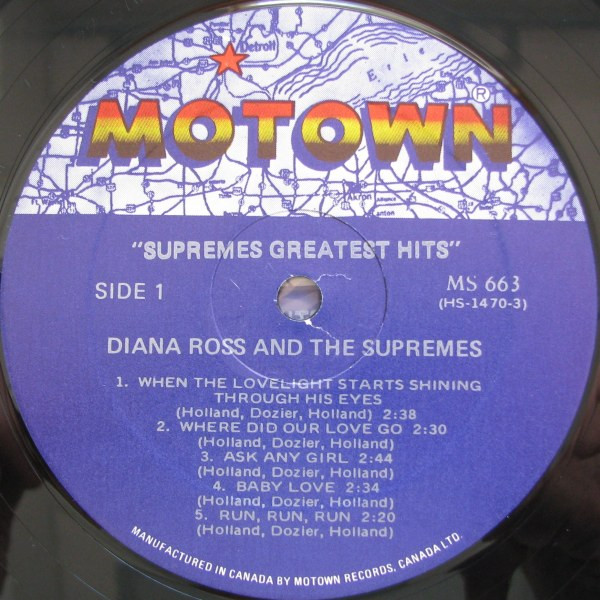 Detroit
Erie
MOTOWN®
Akron
"SUPREMES GREATEST HITS"
SIDE 1
MS 663
(HS-1470-3)
DIANA ROSS AND THE SUPREMES
1. WHEN THE LOVELIGHT STARTS SHINING
THROUGH HIS EYES
(Holland, Dozier, Holland) 2:38
2. WHERE DID OUR LOVE GO 2:30
(Holland, Dozier, Holland)
3. ASK ANY GIRL 2:44
(Holland, Dozier, Holland)
4. BABY LOVE 2:34
(Holland, Dozier, Holland)
5. RUN, RUN, RUN 2:20
(Holland, Dozier, Holland)
MANUFACTURED IN CANADA BY MOTOWN RECORDS, CANADA LTD.